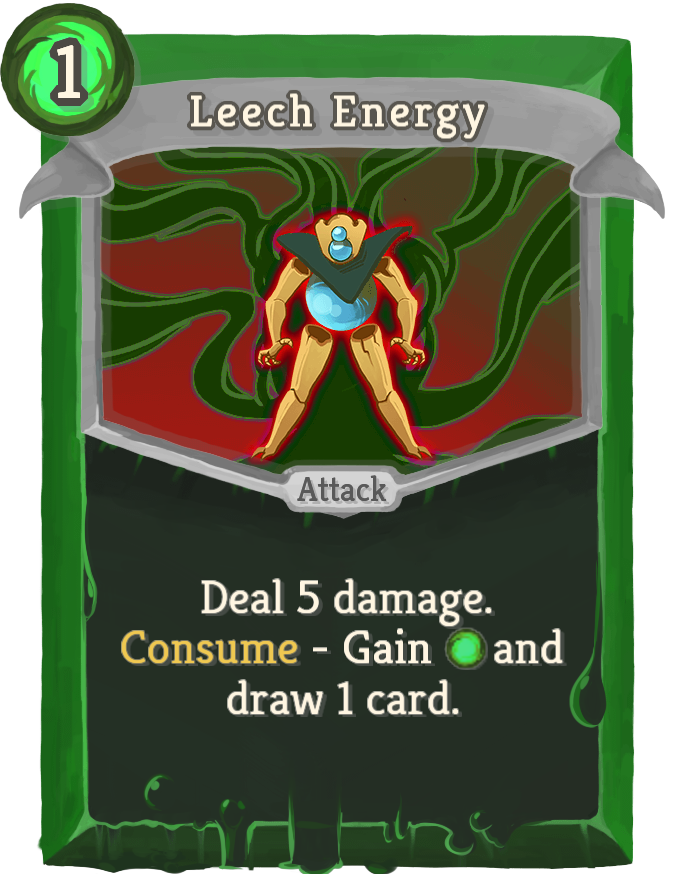 1
Leech Energy
Attack
Deal 5 damage.
Consume - Gain and
draw 1 card.